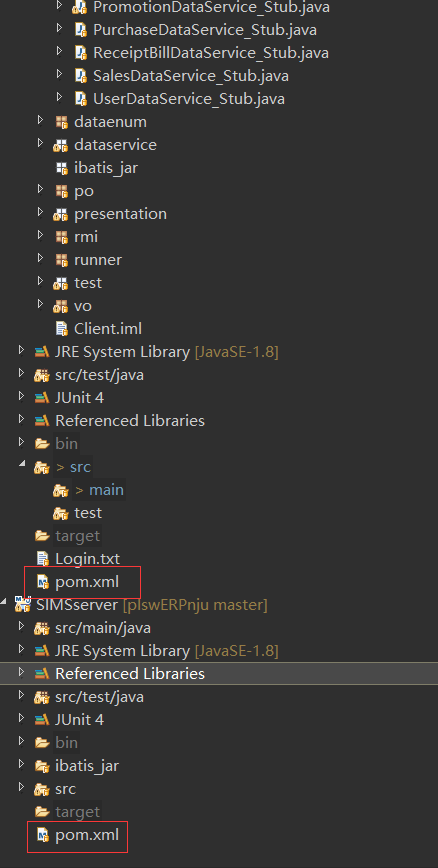 PromotionDataService_Stub.java
PurchaseDataService_Stub.java
ReceiptBillDataService_Stub.java
SalesDataService_Stub.java
UserDataService_Stub.java
dataenum
dataservice
ibatis_jar
po
presentation
rmi
runner
test
vo
Client.iml
JRE System Library [JavaSE-1.8]
src/test/java
JUnit 4
Referenced Libraries
bin
> src
> main
test
target
Login.txt
pom.xml
SIMSserver [plswERPnju master]
src/main/java
JRE System Library [JavaSE-1.8]
Referenced Libraries
src/test/java
JUnit 4
bin
ibatis_jar
src
target
pom.xml